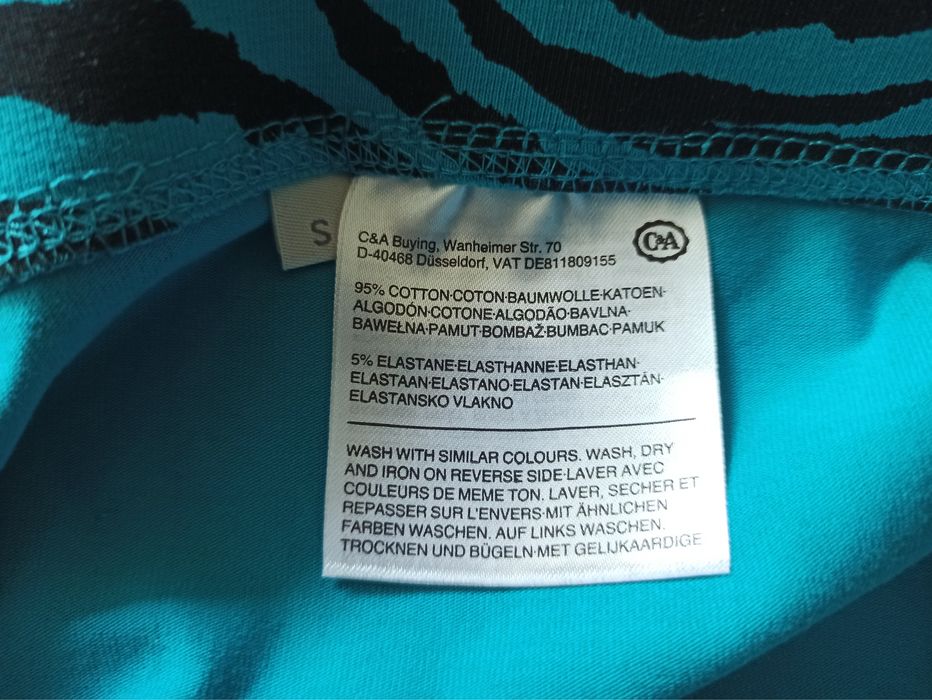 S
C&A Buying, Wanheimer Str. 70
D-40468 Düsseldorf, VAT DE811809155
C&A
95% COTTON·COTON·BAUMWOLLE·KATOEN·
ALGODÓN·COTONE·ALGODÃO·BAVLNA·
BAWEŁNA·PAMUT·BOMBAŽ·BUMBAC·PAMUK
5% ELASTANE·ELASTHANNE·ELASTHAN·
ELASTAAN·ELASTANO·ELASTAN·ELASZTÁN·
ELASTANSKO VLAKNO
WASH WITH SIMILAR COLOURS. WASH, DRY
AND IRON ON REVERSE SIDE·LAVER AVEC
COULEURS DE MEME TON. LAVER, SECHER ET
REPASSER SUR L'ENVERS·MIT ÄHNLICHEN
FARBEN WASCHEN. AUF LINKS WASCHEN.
TROCKNEN UND BÜGELN·MET GELIJKAARDIGE